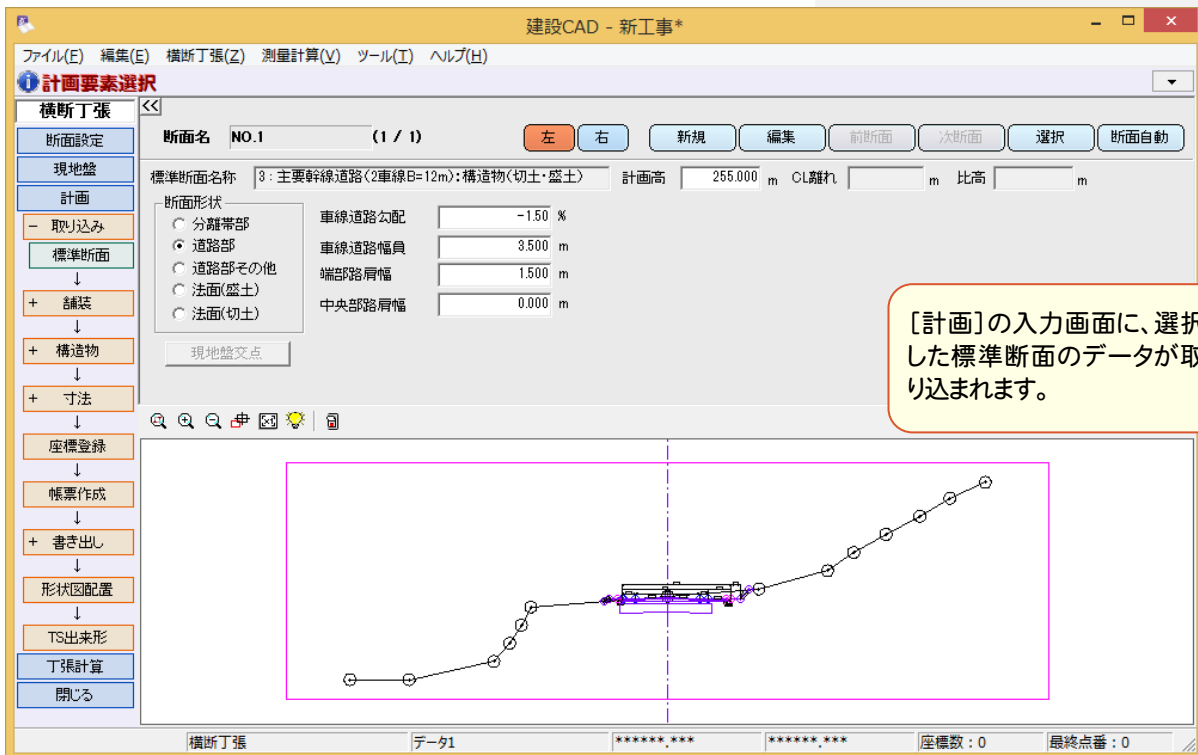 建設CAD - 新工事*
ファイル(F) 編集(E) 横断丁張(Z) 測量計算(V) ツール(T) ヘルプ(H)
計画要素選択
横断丁張
断面設定
現地盤
計画
− 取り込み
標準断面
↓
+ 舗装
↓
+ 構造物
↓
+ 寸法
↓
座標登録
↓
帳票作成
↓
+ 書き出し
↓
形状図配置
↓
TS出来形
丁張計算
閉じる
<<
断面名 NO.1 (1 / 1) 左 右 新規 編集 前断面 次断面 選択 断面自動
標準断面名称 3:主要幹線道路(2車線B=12m):構造物(切土・盛土) 計画高 255.000 m CL離れ m 比高 m
断面形状
分離帯部
道路部
道路部その他
法面(盛土)
法面(切土)
現地盤交点
車線道路勾配 -1.50 %
車線道路幅員 3.500 m
端部路肩幅 1.500 m
中央部路肩幅 0.000 m
[計画]の入力画面に、選択
した標準断面のデータが取
り込まれます。
横断丁張 データ1 ******.*** ******.*** 座標数:0 最終点番:0